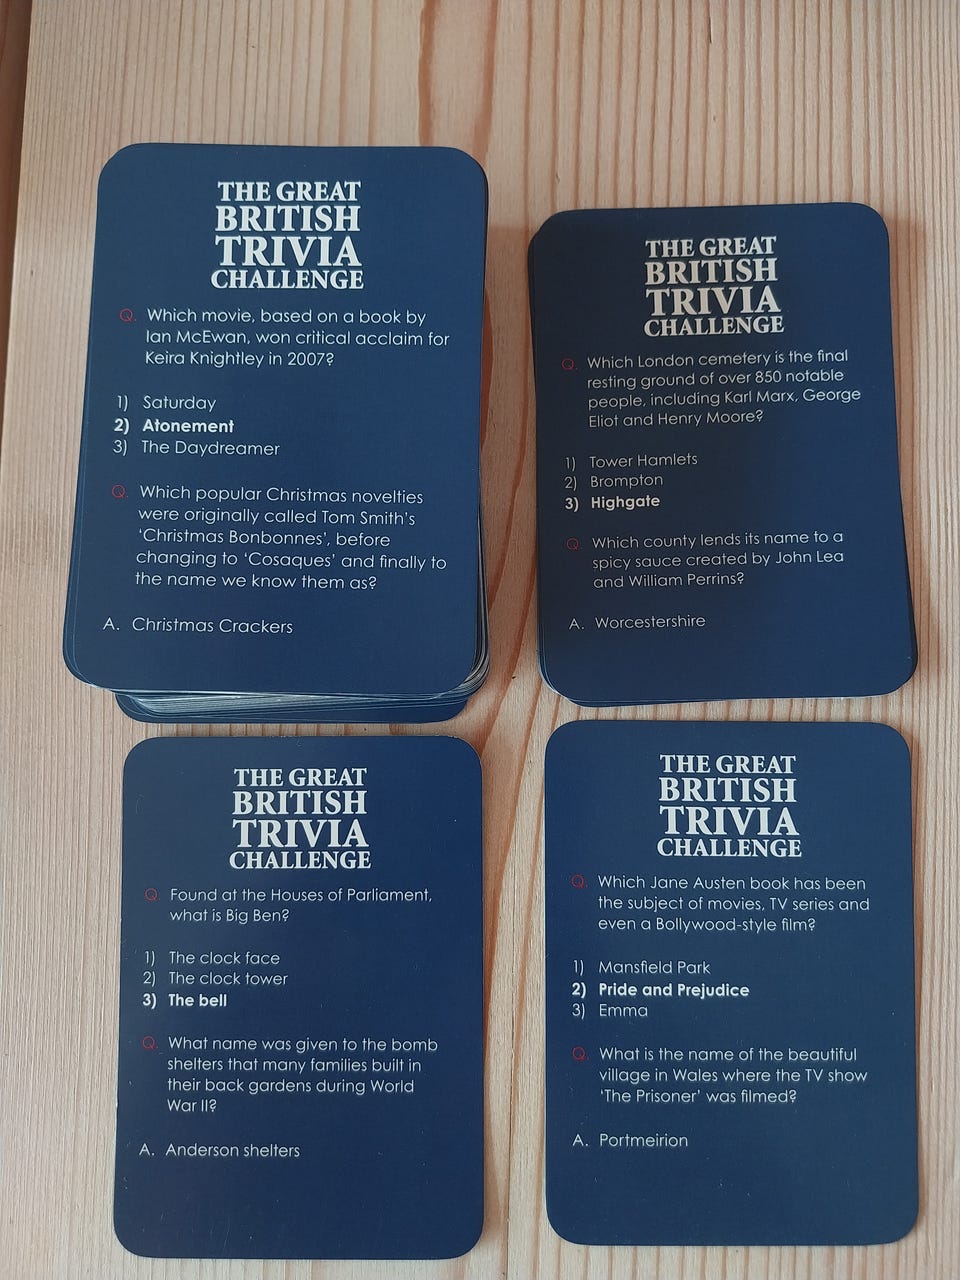 THE GREAT
BRITISH
TRIVIA
CHALLENGE
Q. Which movie, based on a book by
Ian McEwan, won critical acclaim for
Keira Knightley in 2007?
1) Saturday
2) Atonement
3) The Daydreamer
Q. Which popular Christmas novelties
were originally called Tom Smith's
'Christmas Bonbonnes', before
changing to 'Cosaques' and finally to
the name we know them as?
A. Christmas Crackers
THE GREAT
BRITISH
TRIVIA
CHALLENGE
Q. Which London cemetery is the final
resting ground of over 850 notable
people, including Karl Marx, George
Eliot and Henry Moore?
1) Tower Hamlets
2) Brompton
3) Highgate
Q. Which county lends its name to a
spicy sauce created by John Lea
and William Perrins?
A. Worcestershire
THE GREAT
BRITISH
TRIVIA
CHALLENGE
Q. Found at the Houses of Parliament,
what is Big Ben?
1) The clock face
2) The clock tower
3) The bell
Q. What name was given to the bomb
shelters that many families built in
their back gardens during World
War II?
A. Anderson shelters
THE GREAT
BRITISH
TRIVIA
CHALLENGE
Q. Which Jane Austen book has been
the subject of movies, TV series and
even a Bollywood-style film?
1) Mansfield Park
2) Pride and Prejudice
3) Emma
Q. What is the name of the beautiful
village in Wales where the TV show
'The Prisoner' was filmed?
A. Portmeirion